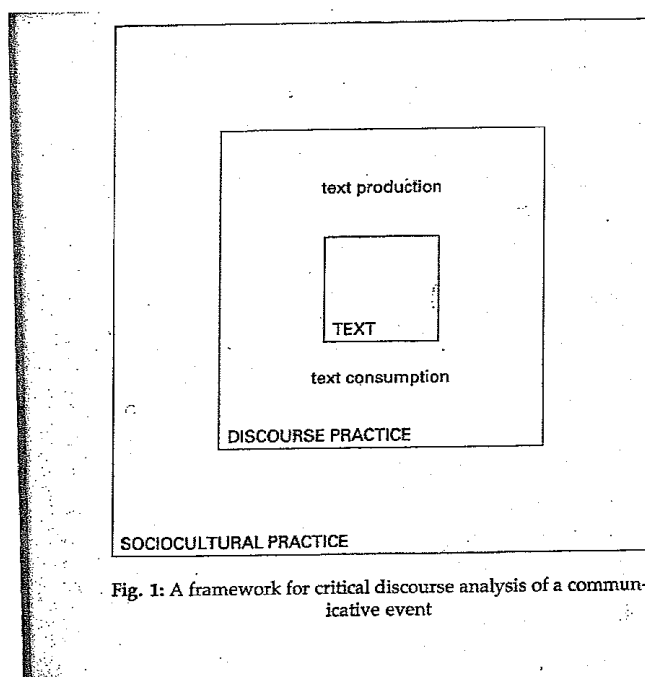 text production
TEXT
text consumption
DISCOURSE PRACTICE
SOCIOCULTURAL PRACTICE
Fig. 1: A framework for critical discourse analysis of a commun-
icative event